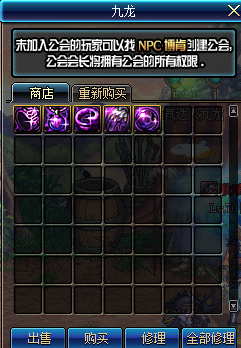 九龙
未加入公会的玩家可以找 NPC 博肯创建公会,
公会会长将拥有公会的所有权限 .
商店 重新购买
出售 购买 修理 全部修理